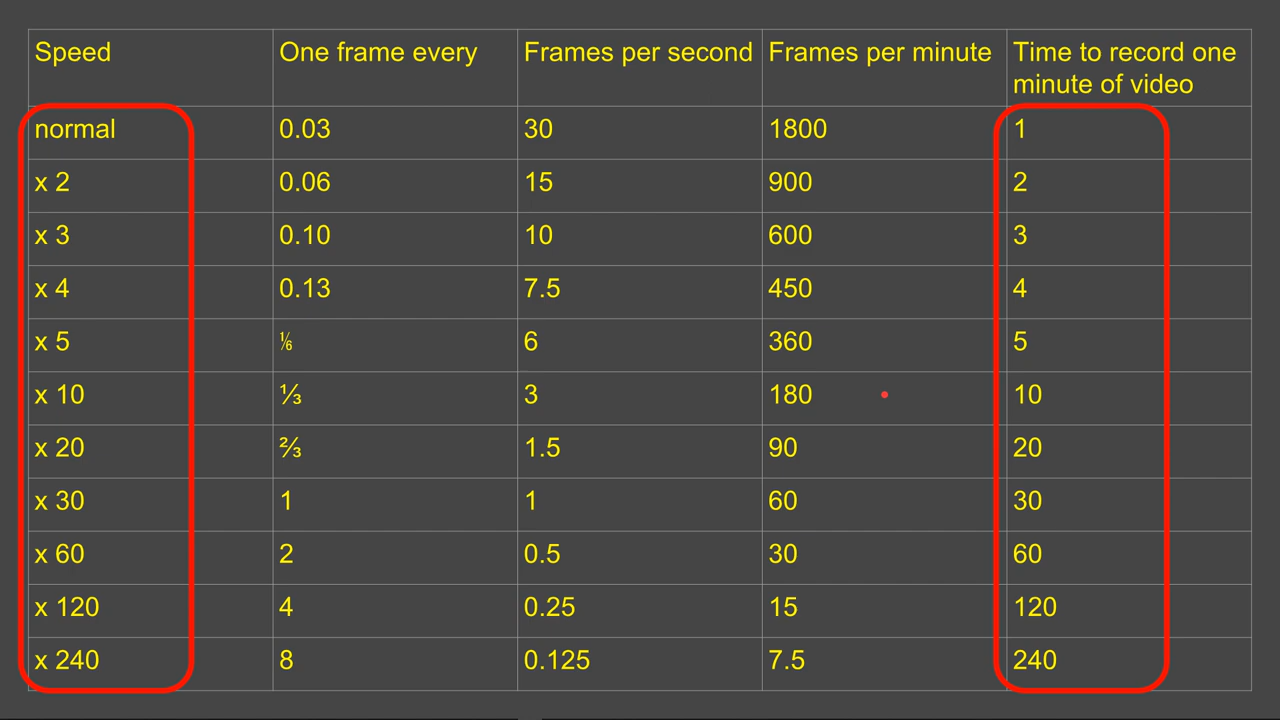 Speed One frame every Frames per second Frames per minute Time to record one
minute of video
normal 0.03 30 1800 1
x 2 0.06 15 900 2
x 3 0.10 10 600 3
x 4 0.13 7.5 450 4
x 5 ⅙ 6 360 5
x 10 ⅓ 3 180 10
x 20 ⅔ 1.5 90 20
x 30 1 1 60 30
x 60 2 0.5 30 60
x 120 4 0.25 15 120
x 240 8 0.125 7.5 240